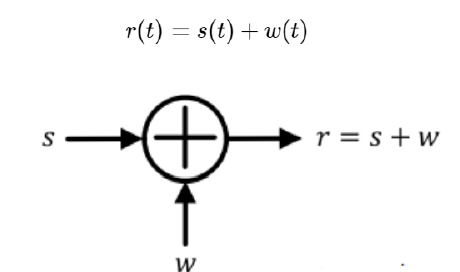 r(t) = s(t) + w(t)
s
r = s + w
w